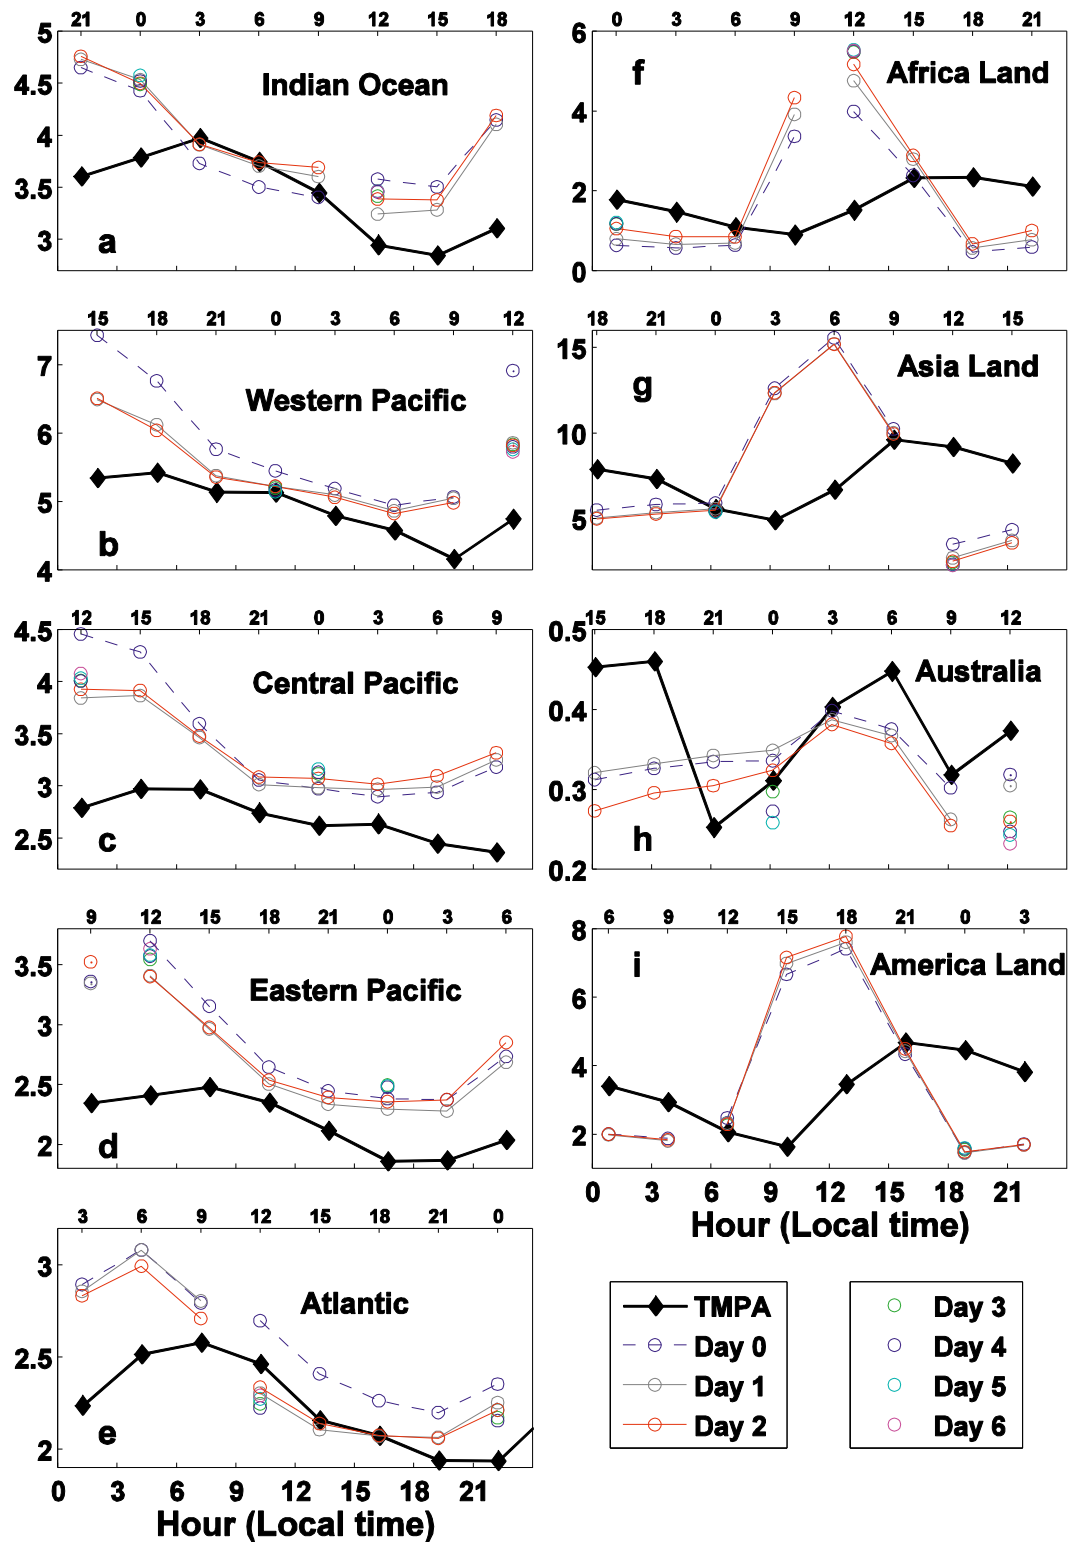 21 0 3 6 9 12 15 18
5
4.5
4
3.5
3
Indian Ocean
a
15 18 21 0 3 6 9 12
7
6
5
4
Western Pacific
b
12 15 18 21 0 3 6 9
4.5
4
3.5
3
2.5
Central Pacific
c
9 12 15 18 21 0 3 6
3.5
3
2.5
2
Eastern Pacific
d
3 6 9 12 15 18 21 0
3
2.5
2
Atlantic
e
0 3 6 9 12 15 18 21
Hour (Local time)
0 3 6 9 12 15 18 21
6
4
2
0
f
Africa Land
18 21 0 3 6 9 12 15
15
10
5
g
Asia Land
15 18 21 0 3 6 9 12
0.5
0.4
0.3
0.2
Australia
h
6 9 12 15 18 21 0 3
8
6
4
2
i
America Land
0 3 6 9 12 15 18 21
Hour (Local time)
TMPA
Day 0
Day 1
Day 2
Day 3
Day 4
Day 5
Day 6